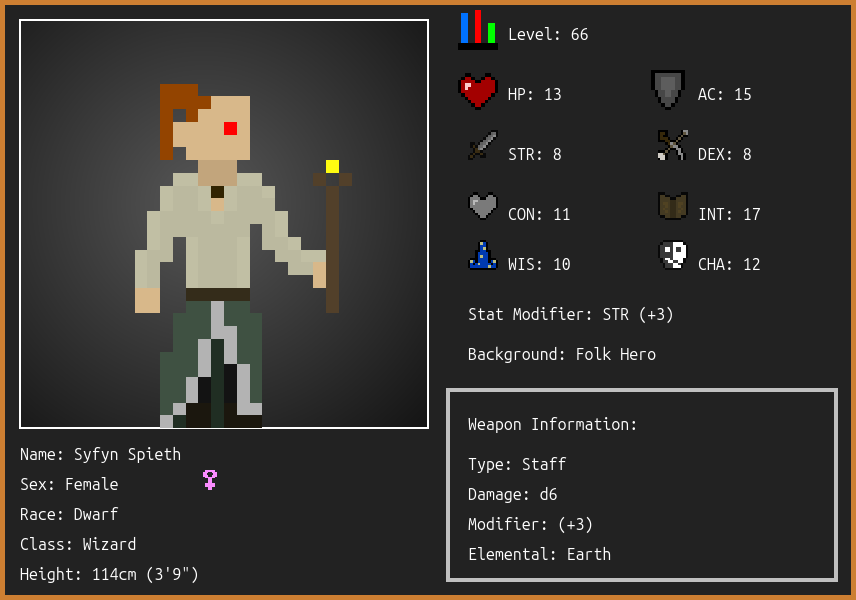 Level: 66
HP: 13
AC: 15
STR: 8
DEX: 8
CON: 11
INT: 17
WIS: 10
CHA: 12
Stat Modifier: STR (+3)
Background: Folk Hero
Weapon Information:
Type: Staff
Damage: d6
Modifier: (+3)
Elemental: Earth
Name: Syfyn Spieth
Sex: Female
Race: Dwarf
Class: Wizard
Height: 114cm (3'9")